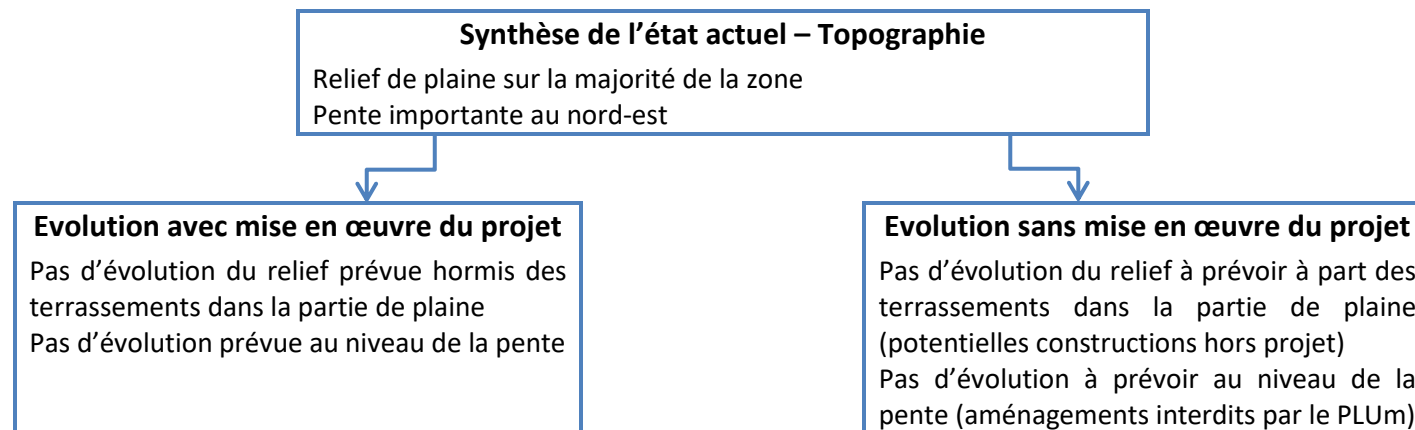 Synthèse de l’état actuel – Topographie
Relief de plaine sur la majorité de la zone
Pente importante au nord-est
Evolution avec mise en œuvre du projet
Pas d’évolution du relief prévue hormis des
terrassements dans la partie de plaine
Pas d’évolution prévue au niveau de la pente
Evolution sans mise en œuvre du projet
Pas d’évolution du relief à prévoir à part des
terrassements dans la partie de plaine
(potentielles constructions hors projet)
Pas d’évolution à prévoir au niveau de la
pente (aménagements interdits par le PLUm)